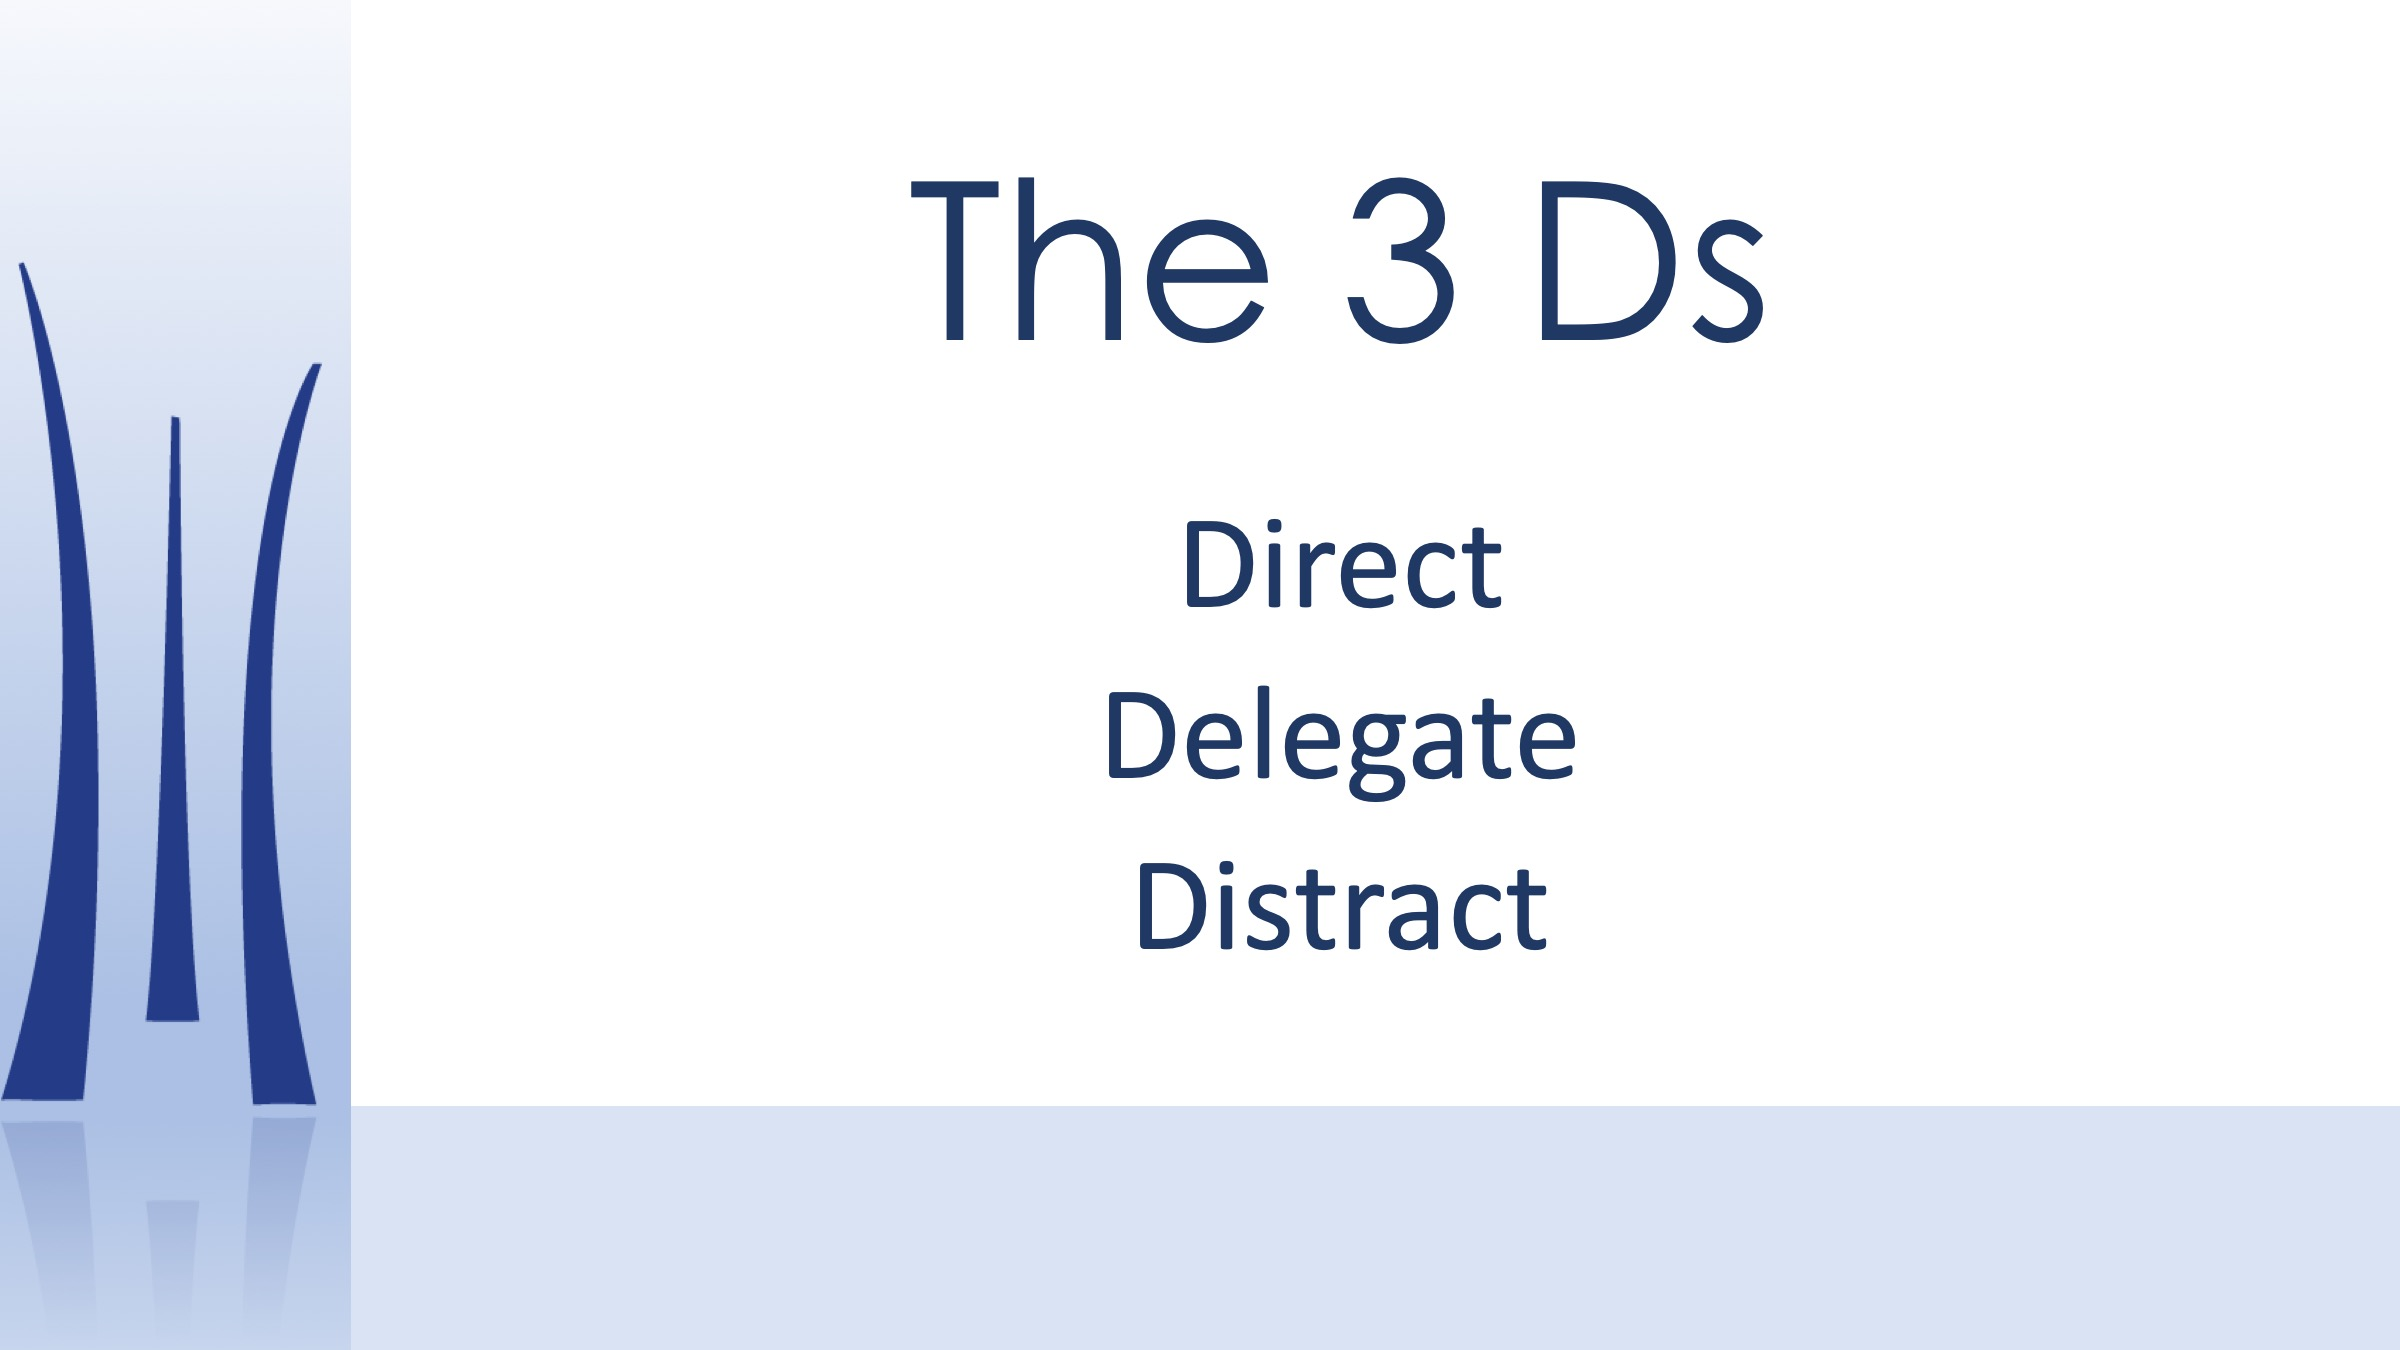 The 3 Ds
Direct
Delegate
Distract